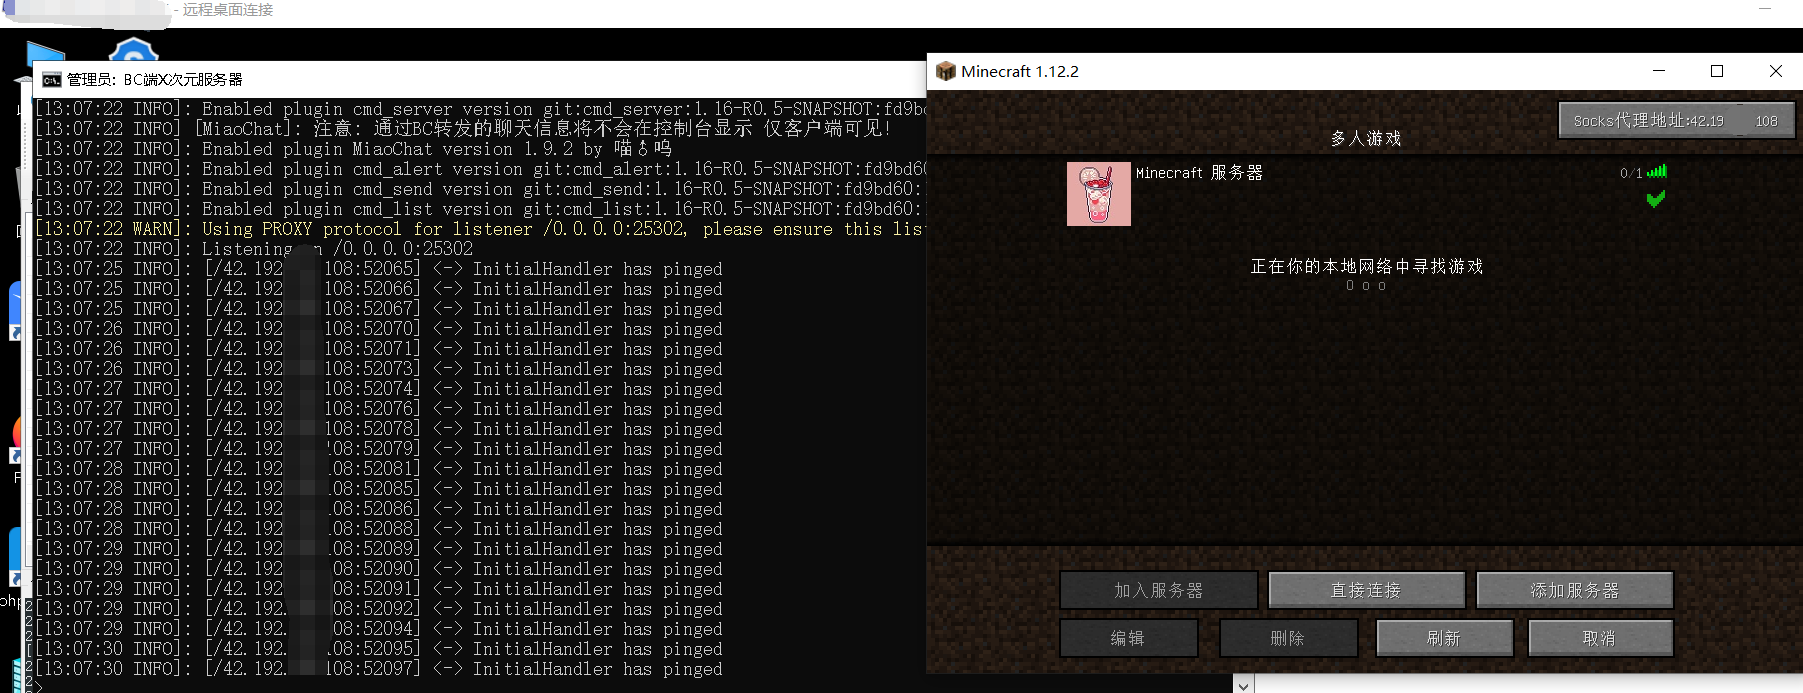 - 远程桌面连接
管理员: BC端X次元服务器
[13:07:22 INFO]: Enabled plugin cmd_server version git:cmd_server:1.16-R0.5-SNAPSHOT:fd9bd
[13:07:22 INFO] [MiaoChat]: 注意: 通过BC转发的聊天信息将不会在控制台显示 仅客户端可见!
[13:07:22 INFO]: Enabled plugin MiaoChat version 1.9.2 by 喵♂呜
[13:07:22 INFO]: Enabled plugin cmd_alert version git:cmd_alert:1.16-R0.5-SNAPSHOT:fd9bd60
[13:07:22 INFO]: Enabled plugin cmd_send version git:cmd_send:1.16-R0.5-SNAPSHOT:fd9bd60:
[13:07:22 INFO]: Enabled plugin cmd_list version git:cmd_list:1.16-R0.5-SNAPSHOT:fd9bd60:
[13:07:22 WARN]: Using PROXY protocol for listener /0.0.0.0:25302, please ensure this list
[13:07:22 INFO]: Listening on /0.0.0.0:25302
[13:07:25 INFO]: [/42.192 108:52065] <-> InitialHandler has pinged
[13:07:25 INFO]: [/42.192 108:52066] <-> InitialHandler has pinged
[13:07:25 INFO]: [/42.192 108:52067] <-> InitialHandler has pinged
[13:07:26 INFO]: [/42.192 108:52070] <-> InitialHandler has pinged
[13:07:26 INFO]: [/42.192 108:52071] <-> InitialHandler has pinged
[13:07:26 INFO]: [/42.192 108:52073] <-> InitialHandler has pinged
[13:07:27 INFO]: [/42.192 108:52074] <-> InitialHandler has pinged
[13:07:27 INFO]: [/42.192 108:52076] <-> InitialHandler has pinged
[13:07:27 INFO]: [/42.192 108:52078] <-> InitialHandler has pinged
[13:07:27 INFO]: [/42.192 08:52079] <-> InitialHandler has pinged
[13:07:28 INFO]: [/42.192 08:52081] <-> InitialHandler has pinged
[13:07:28 INFO]: [/42.192 08:52085] <-> InitialHandler has pinged
[13:07:28 INFO]: [/42.192 08:52086] <-> InitialHandler has pinged
[13:07:28 INFO]: [/42.192 08:52088] <-> InitialHandler has pinged
[13:07:29 INFO]: [/42.192 08:52089] <-> InitialHandler has pinged
[13:07:29 INFO]: [/42.192 08:52090] <-> InitialHandler has pinged
[13:07:29 INFO]: [/42.192 08:52091] <-> InitialHandler has pinged
[13:07:29 INFO]: [/42.192 08:52092] <-> InitialHandler has pinged
[13:07:29 INFO]: [/42.192. 08:52094] <-> InitialHandler has pinged
[13:07:30 INFO]: [/42.192. 08:52095] <-> InitialHandler has pinged
[13:07:30 INFO]: [/42.192. 108:52097] <-> InitialHandler has pinged
>
Minecraft 1.12.2
Socks代理地址:42.19 108
多人游戏
Minecraft 服务器
0/1
正在你的本地网络中寻找游戏
o o o
加入服务器
直接连接
添加服务器
编辑
删除
刷新
取消